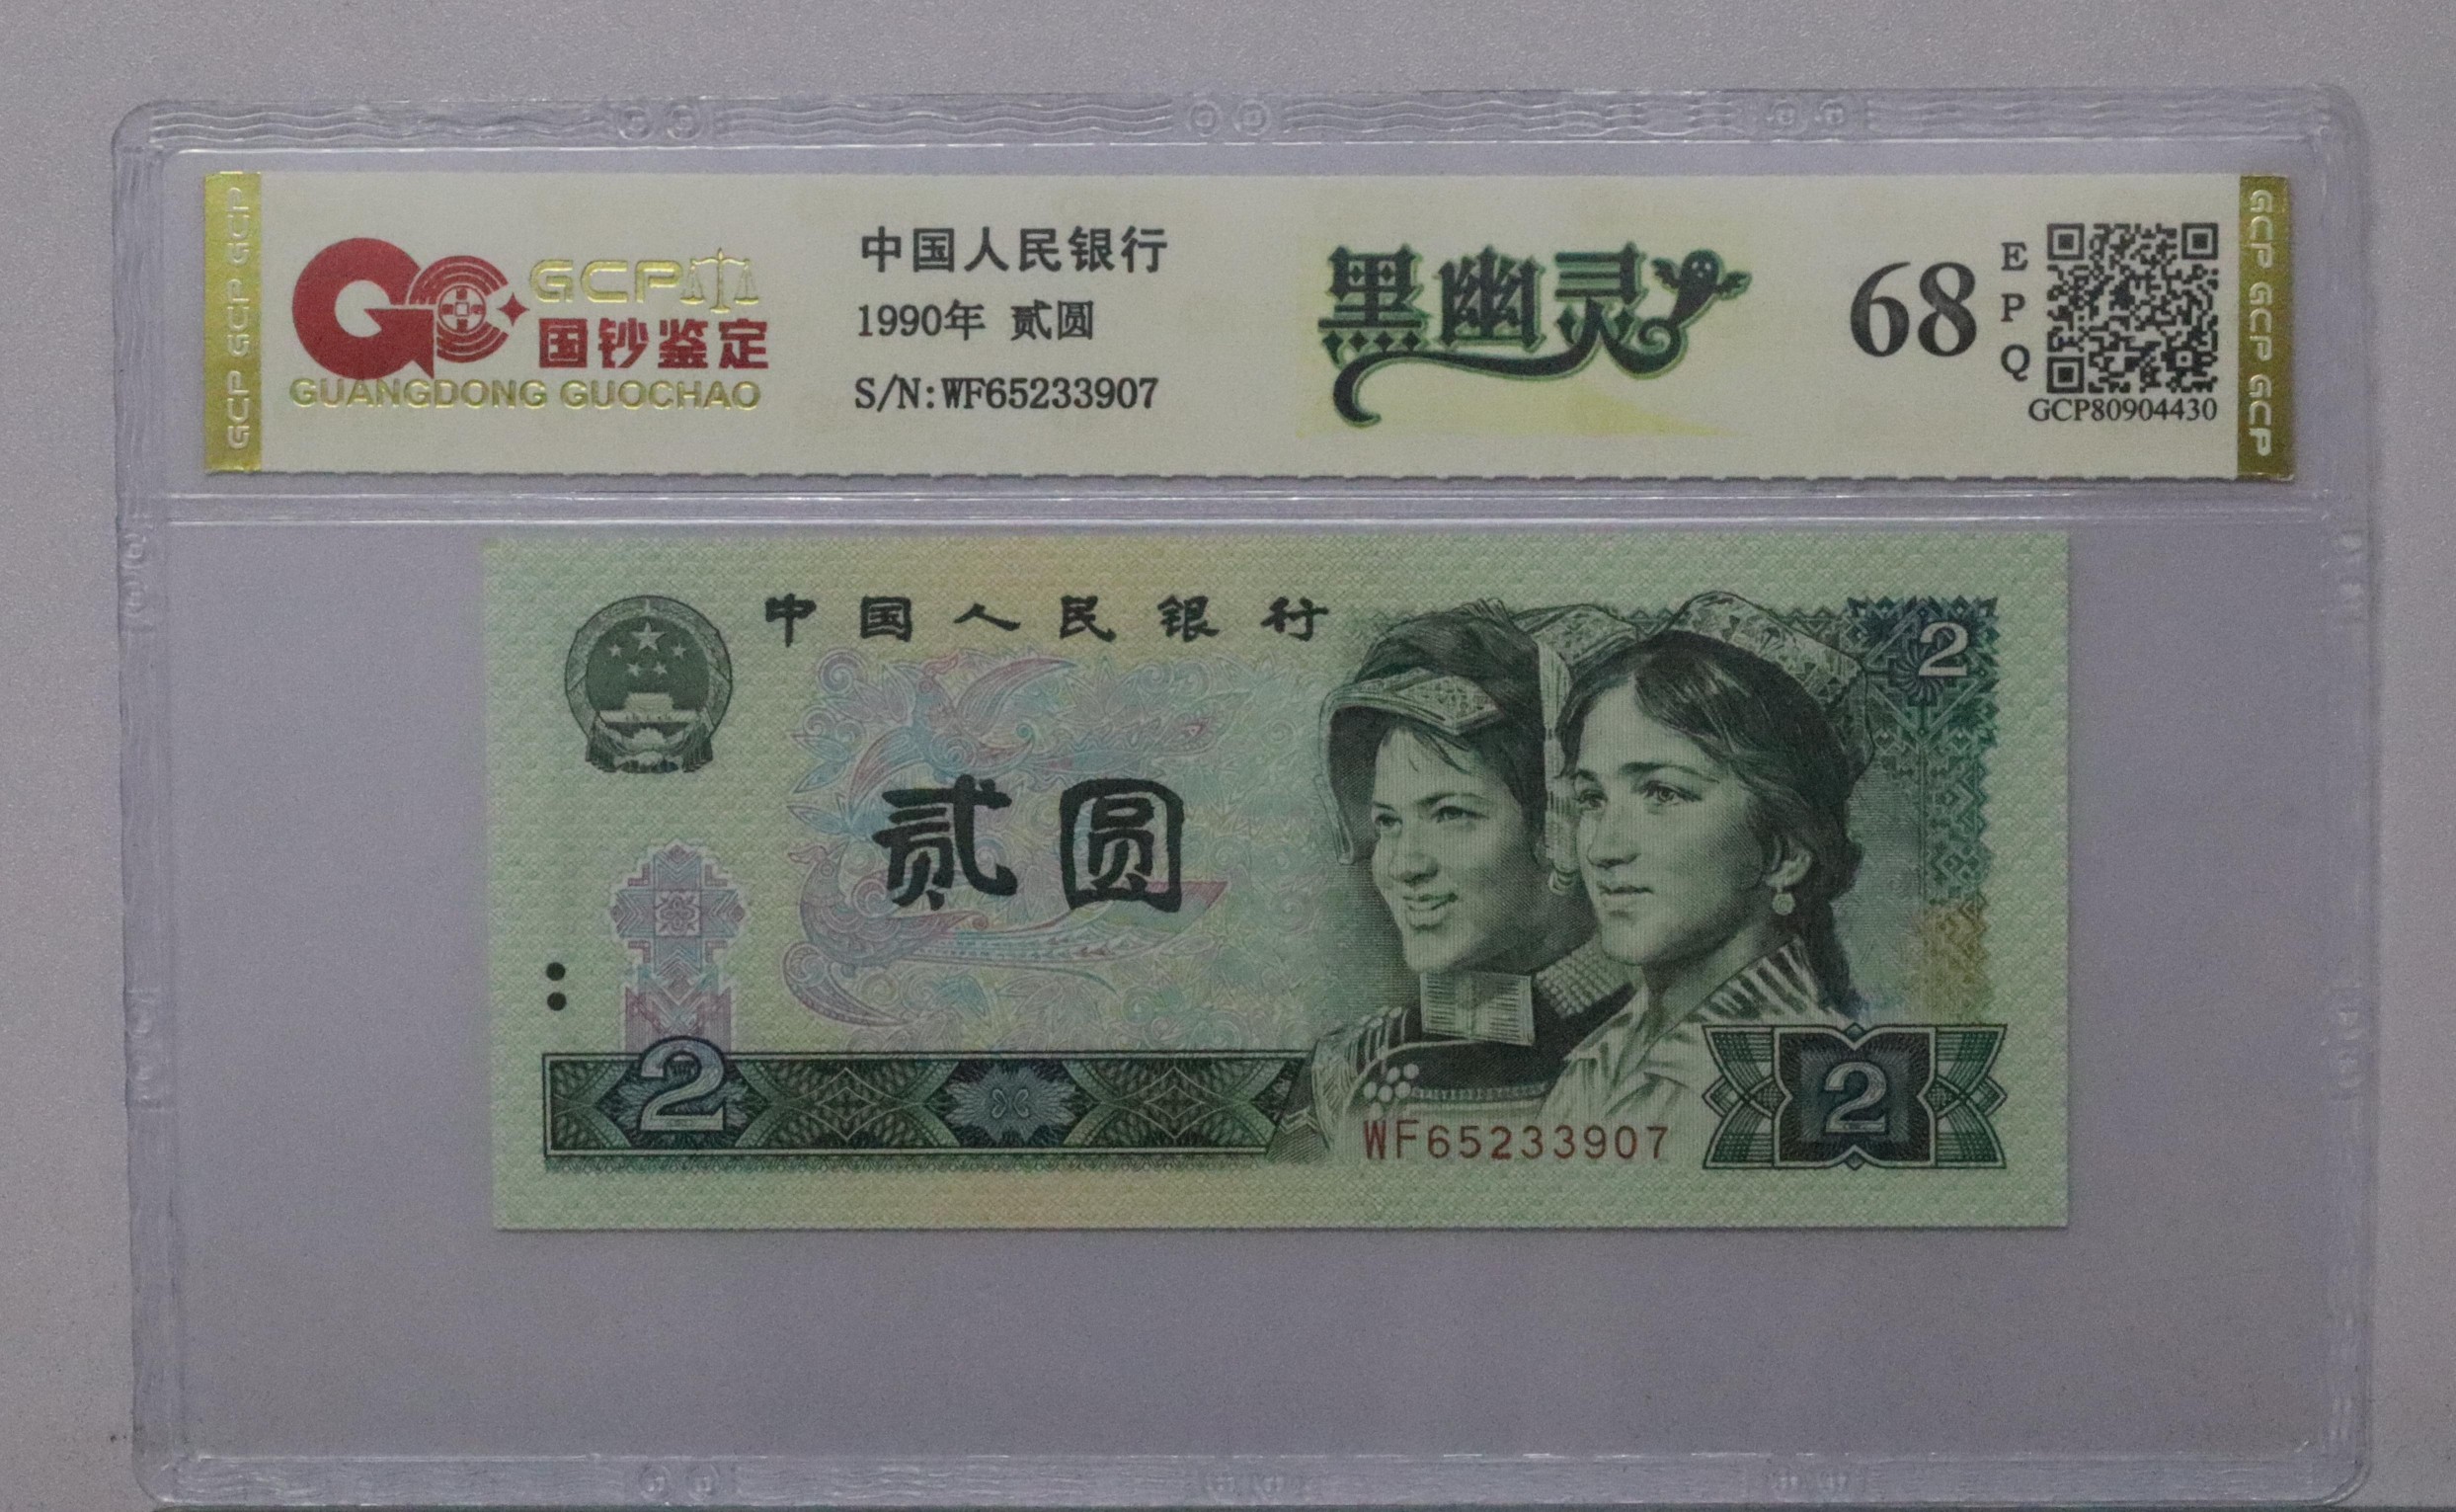 GCP GCP GCP
GCP
国钞鉴定
GUANGDONG GUOCHAO
中国人民银行
1990年 贰圆
S/N:WF65233907
黑幽灵
68
E
P
Q
GCP80904430
GCP GCP GCP
中国人民银行
2
贰圆
2
2
WF65233907